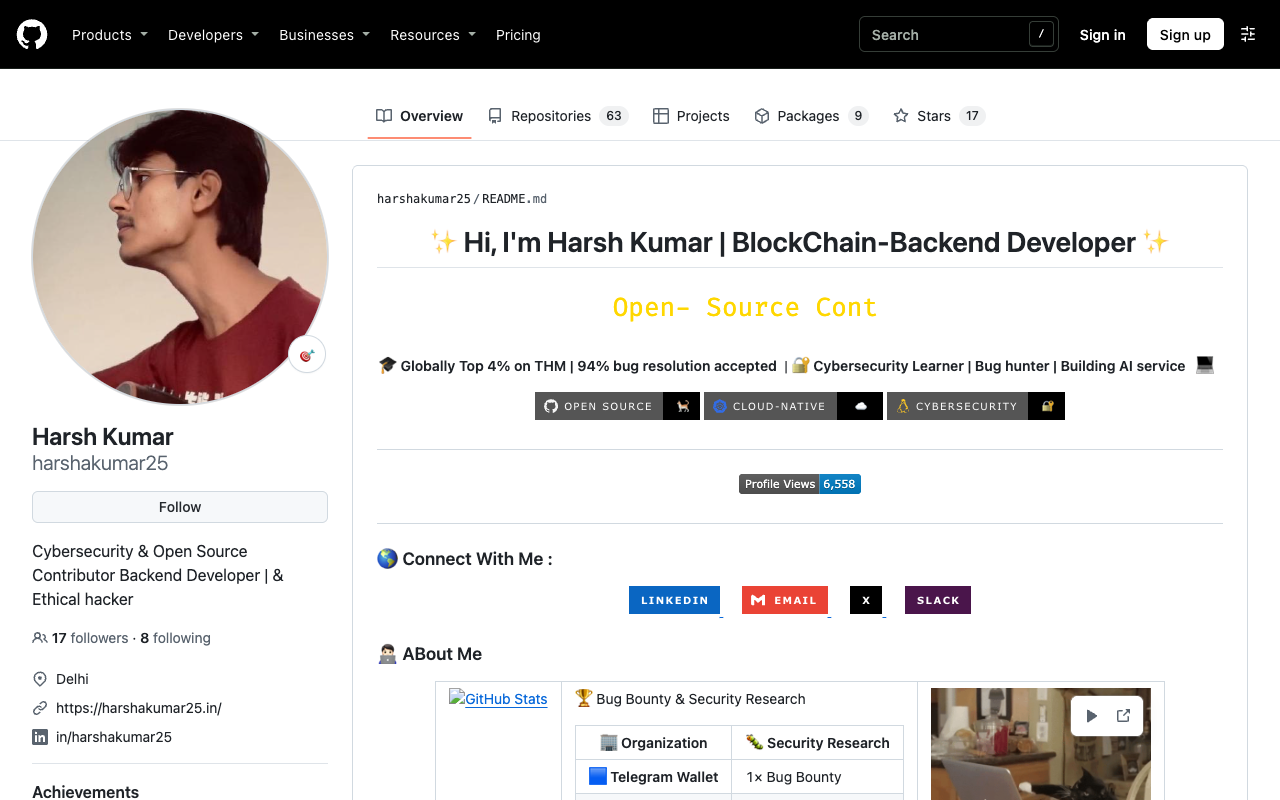 Products Developers Businesses Resources Pricing Search / Sign in Sign up
Overview Repositories 63 Projects Packages 9 Stars 17
Harsh Kumar
harshakumar25
Follow
Cybersecurity & Open Source
Contributor Backend Developer | &
Ethical hacker
17 followers · 8 following
Delhi
https://harshakumar25.in/
in/harshakumar25
Achievements
harshakumar25/README.md
✨ Hi, I'm Harsh Kumar | BlockChain-Backend Developer ✨
Open- Source Cont
🎓 Globally Top 4% on THM | 94% bug resolution accepted | 🔐 Cybersecurity Learner | Bug hunter | Building AI service 💻
OPEN SOURCE CLOUD-NATIVE CYBERSECURITY
Profile Views 6,558
🌎 Connect With Me :
LINKEDIN EMAIL X SLACK
🧑🏻‍💻 ABout Me
GitHub Stats
🏆 Bug Bounty & Security Research
🏢 Organization 🐛 Security Research
🟦 Telegram Wallet 1× Bug Bounty